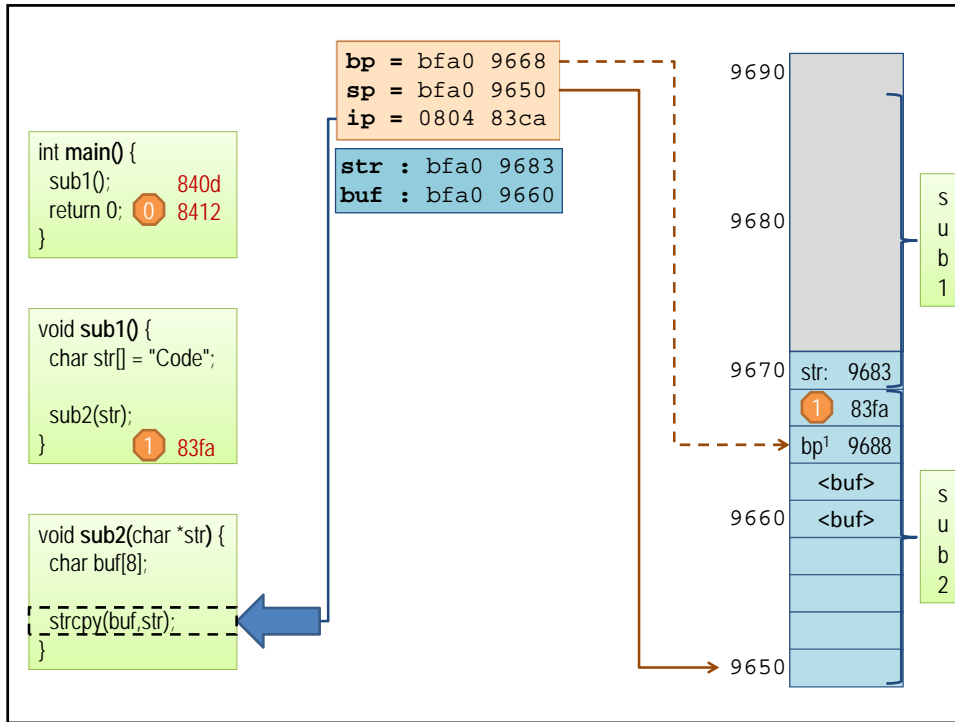 bp = bfa0 9668
sp = bfa0 9650
ip = 0804 83ca
str : bfa0 9683
buf : bfa0 9660
int main() {
sub1(); 840d
return 0; 0 8412
}
void sub1() {
char str[] = "Code";
sub2(str);
} 1 83fa
void sub2(char *str) {
char buf[8];
strcpy(buf,str);
}
9690
9680
9670 str: 9683
1 83fa
bp1 9688
<buf>
9660 <buf>
9650
s
u
b
1
s
u
b
2